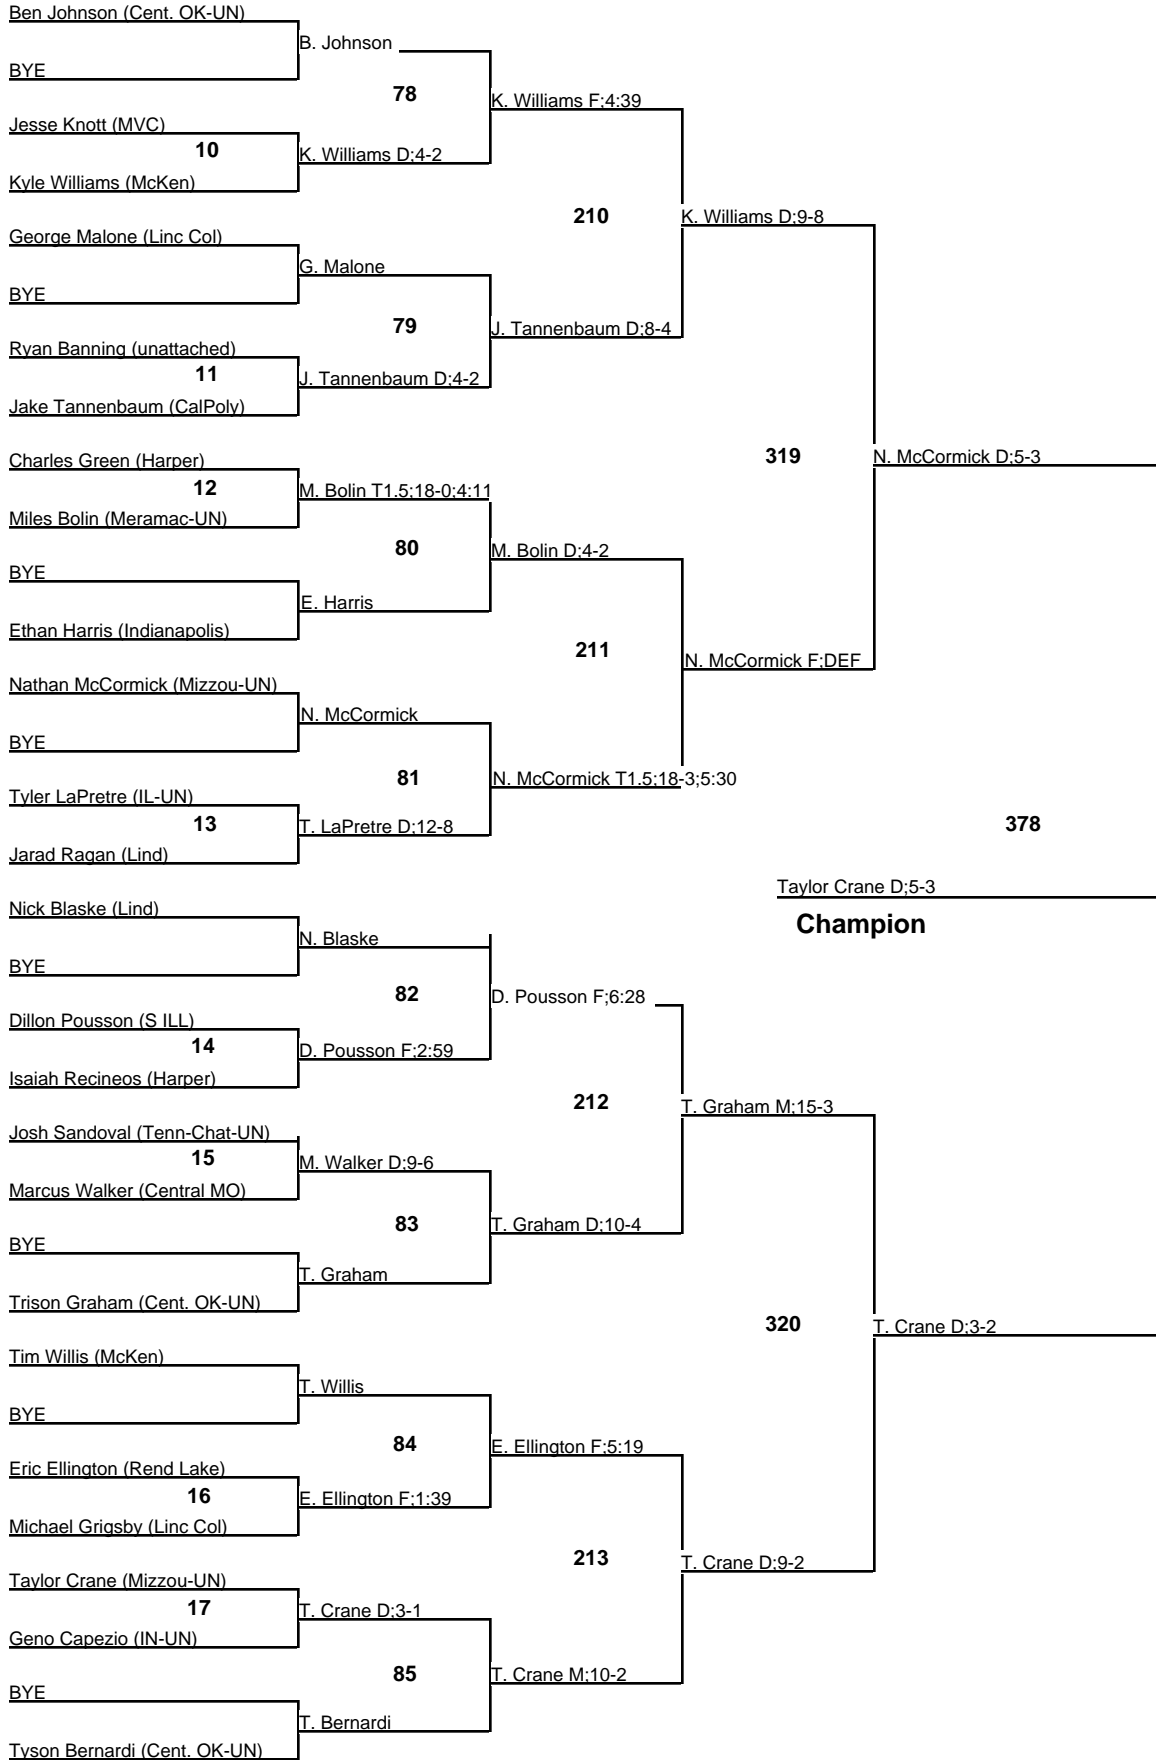 Ben Johnson (Cent. OK-UN)
B. Johnson
BYE
78
K. Williams F;4:39
Jesse Knott (MVC)
10
K. Williams D;4-2
Kyle Williams (McKen)
210
K. Williams D;9-8
George Malone (Linc Col)
G. Malone
BYE
79
J. Tannenbaum D;8-4
Ryan Banning (unattached)
11
J. Tannenbaum D;4-2
Jake Tannenbaum (CalPoly)
319
N. McCormick D;5-3
Charles Green (Harper)
12
M. Bolin T1.5;18-0;4:11
Miles Bolin (Meramac-UN)
80
M. Bolin D;4-2
BYE
E. Harris
Ethan Harris (Indianapolis)
211
N. McCormick F;DEF
Nathan McCormick (Mizzou-UN)
N. McCormick
BYE
81
N. McCormick T1.5;18-3;5:30
Tyler LaPretre (IL-UN)
13
T. LaPretre D;12-8
378
Jarad Ragan (Lind)
Taylor Crane D;5-3
Champion
Nick Blaske (Lind)
N. Blaske
BYE
82
D. Pousson F;6:28
Dillon Pousson (S ILL)
14
D. Pousson F;2:59
Isaiah Recineos (Harper)
212
T. Graham M;15-3
Josh Sandoval (Tenn-Chat-UN)
15
M. Walker D;9-6
Marcus Walker (Central MO)
83
T. Graham D;10-4
BYE
T. Graham
Trison Graham (Cent. OK-UN)
320
T. Crane D;3-2
Tim Willis (McKen)
T. Willis
BYE
84
E. Ellington F;5:19
Eric Ellington (Rend Lake)
16
E. Ellington F;1:39
Michael Grigsby (Linc Col)
213
T. Crane D;9-2
Taylor Crane (Mizzou-UN)
17
T. Crane D;3-1
Geno Capezio (IN-UN)
85
T. Crane M;10-2
BYE
T. Bernardi
Tyson Bernardi (Cent. OK-UN)